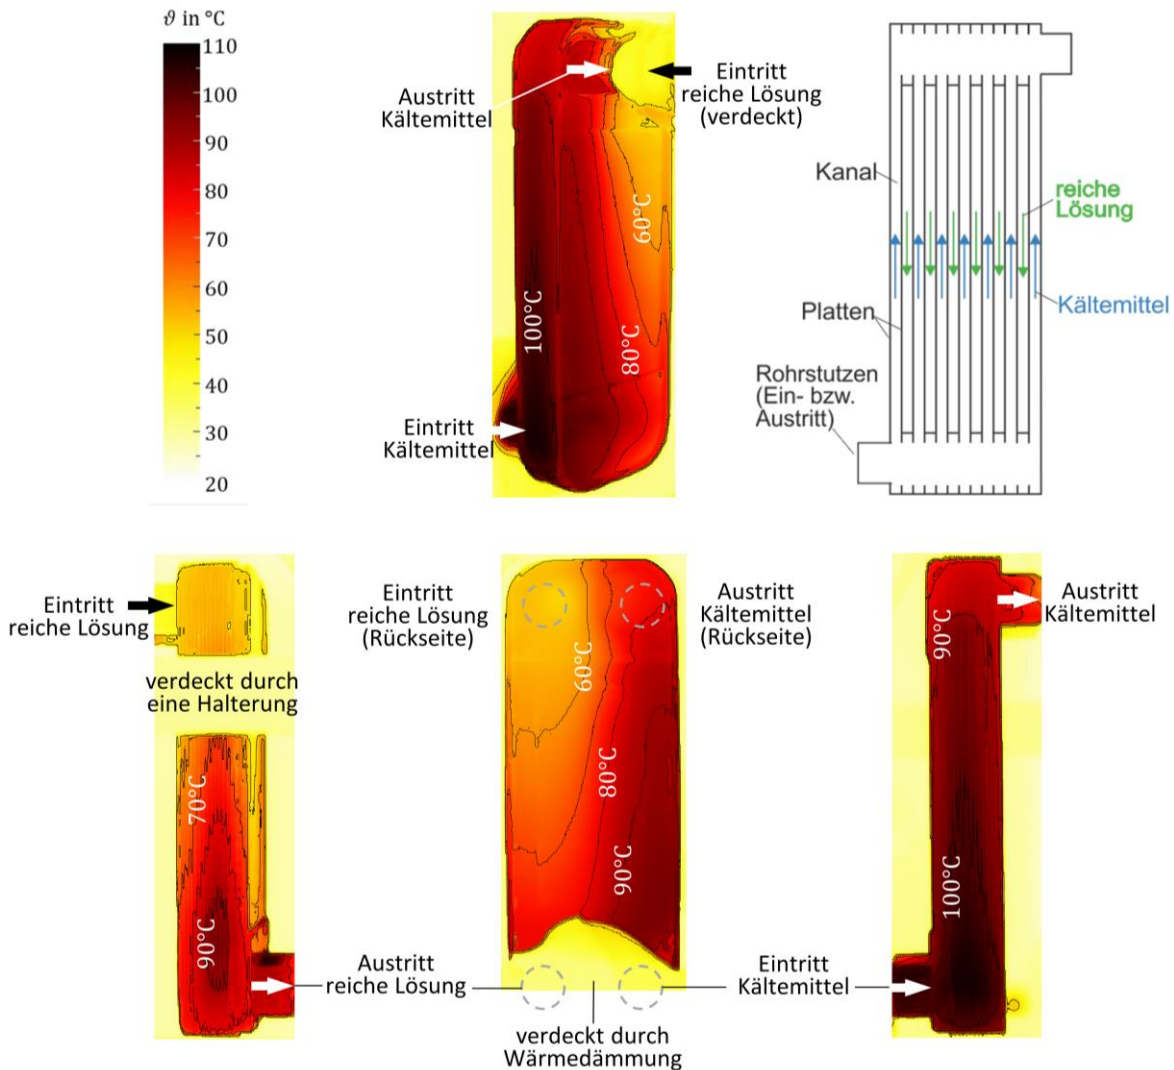 ϑ in °C
110
100
90
80
70
60
50
40
30
20
Austritt
Kältemittel
Eintritt
reiche Lösung
(verdeckt)
60°C
100°C
80°C
Eintritt
Kältemittel
Kanal
reiche
Lösung
Kältemittel
Platten
Rohrstutzen
(Ein- bzw.
Austritt)
Eintritt
reiche Lösung
verdeckt durch
eine Halterung
70°C
90°C
Austritt
reiche Lösung
Eintritt
reiche Lösung
(Rückseite)
Austritt
Kältemittel
(Rückseite)
60°C
80°C
90°C
verdeckt durch
Wärmedämmung
Austritt
Kältemittel
90°C
100°C
Eintritt
Kältemittel